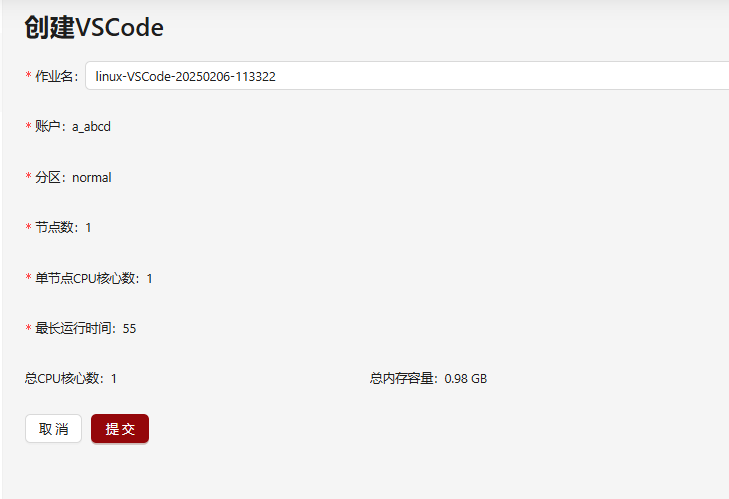 创建VSCode
* 作业名: linux-VSCode-20250206-113322
* 账户: a_abcd
* 分区: normal
* 节点数: 1
* 单节点CPU核心数: 1
* 最长运行时间: 55
总CPU核心数: 1 总内存容量: 0.98 GB
取 消 提 交